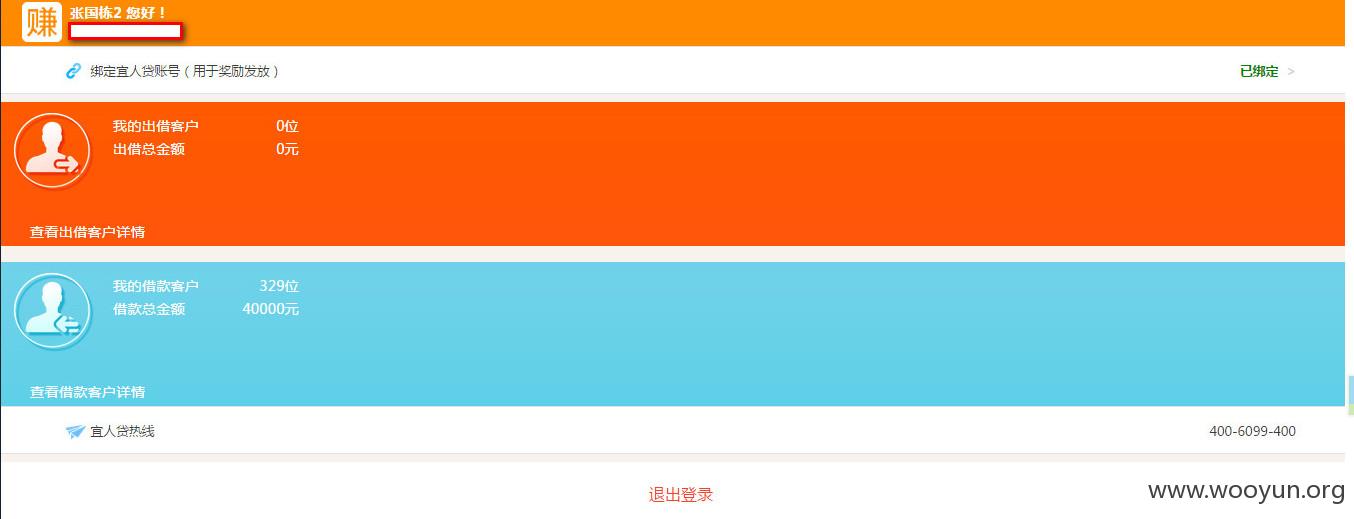 赚
张国栋2 您好！
绑定宜人贷账号（用于奖励发放）
已绑定 >
我的出借客户 0位
出借总金额 0元
查看出借客户详情
我的借款客户 329位
借款总金额 40000元
查看借款客户详情
宜人贷热线 400-6099-400
退出登录
www.wooyun.org